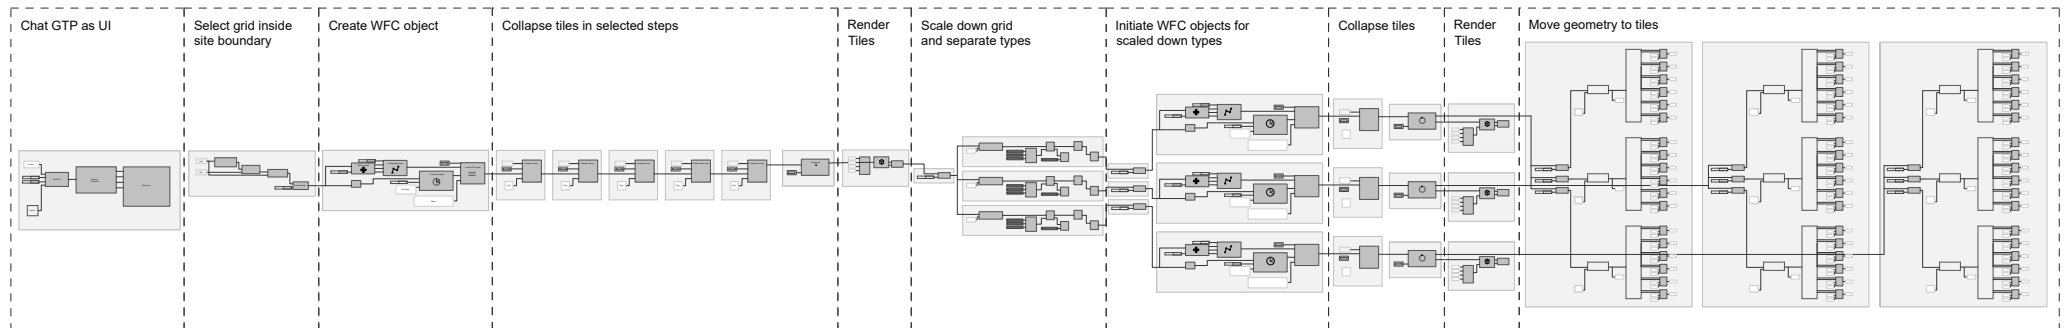 Chat GTP as UI
Select grid inside
site boundary
Create WFC object
Collapse tiles in selected steps
Render
Tiles
Scale down grid
and separate types
Initiate WFC objects for
scaled down types
Collapse tiles
Render
Tiles
Move geometry to tiles